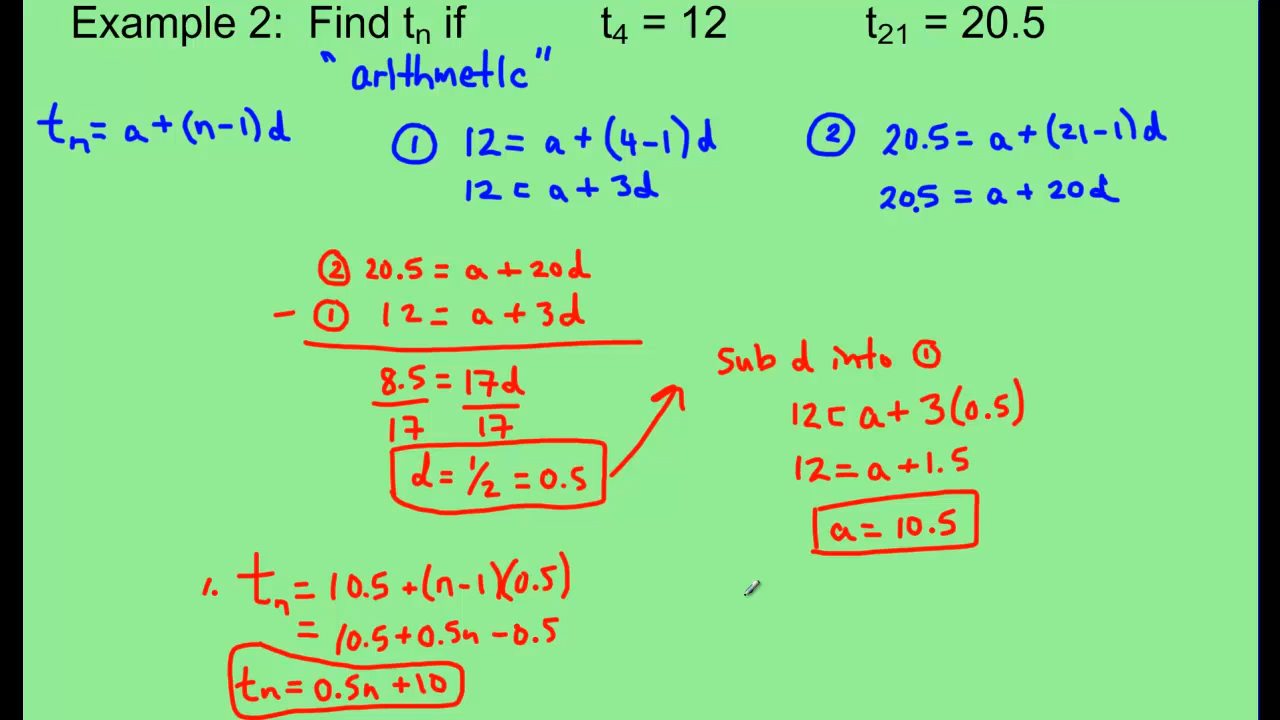 Example 2: Find tn if t4 = 12 t21 = 20.5
"arithmetic"
tn = a + (n-1)d
① 12 = a + (4-1)d
12 = a + 3d
② 20.5 = a + (21-1)d
20.5 = a + 20d
② 20.5 = a + 20d
- ① 12 = a + 3d
8.5 = 17d
17 17
d = 1/2 = 0.5
Sub d into ①
12 = a + 3(0.5)
12 = a + 1.5
a = 10.5
∴ tn = 10.5 + (n-1)(0.5)
= 10.5 + 0.5n - 0.5
tn = 0.5n + 10